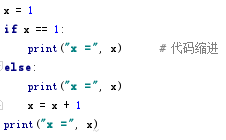 x = 1
if x == 1:
    print("x =", x)      # 代码缩进
else:
    print("x =", x)
    x = x + 1
print("x =", x)